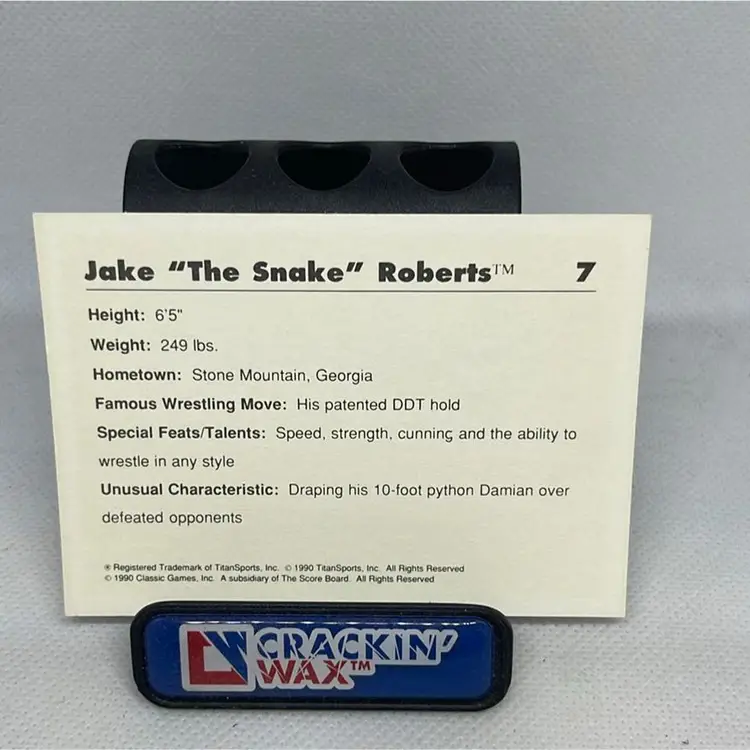 Jake “The Snake” Roberts™ 7
Height: 6'5"
Weight: 249 lbs.
Hometown: Stone Mountain, Georgia
Famous Wrestling Move: His patented DDT hold
Special Feats/Talents: Speed, strength, cunning and the ability to
wrestle in any style
Unusual Characteristic: Draping his 10-foot python Damian over
defeated opponents
® Registered Trademark of TitanSports, Inc. © 1990 TitanSports, Inc. All Rights Reserved
© 1990 Classic Games, Inc. A subsidiary of The Score Board. All Rights Reserved
CRACKIN'
WAX™